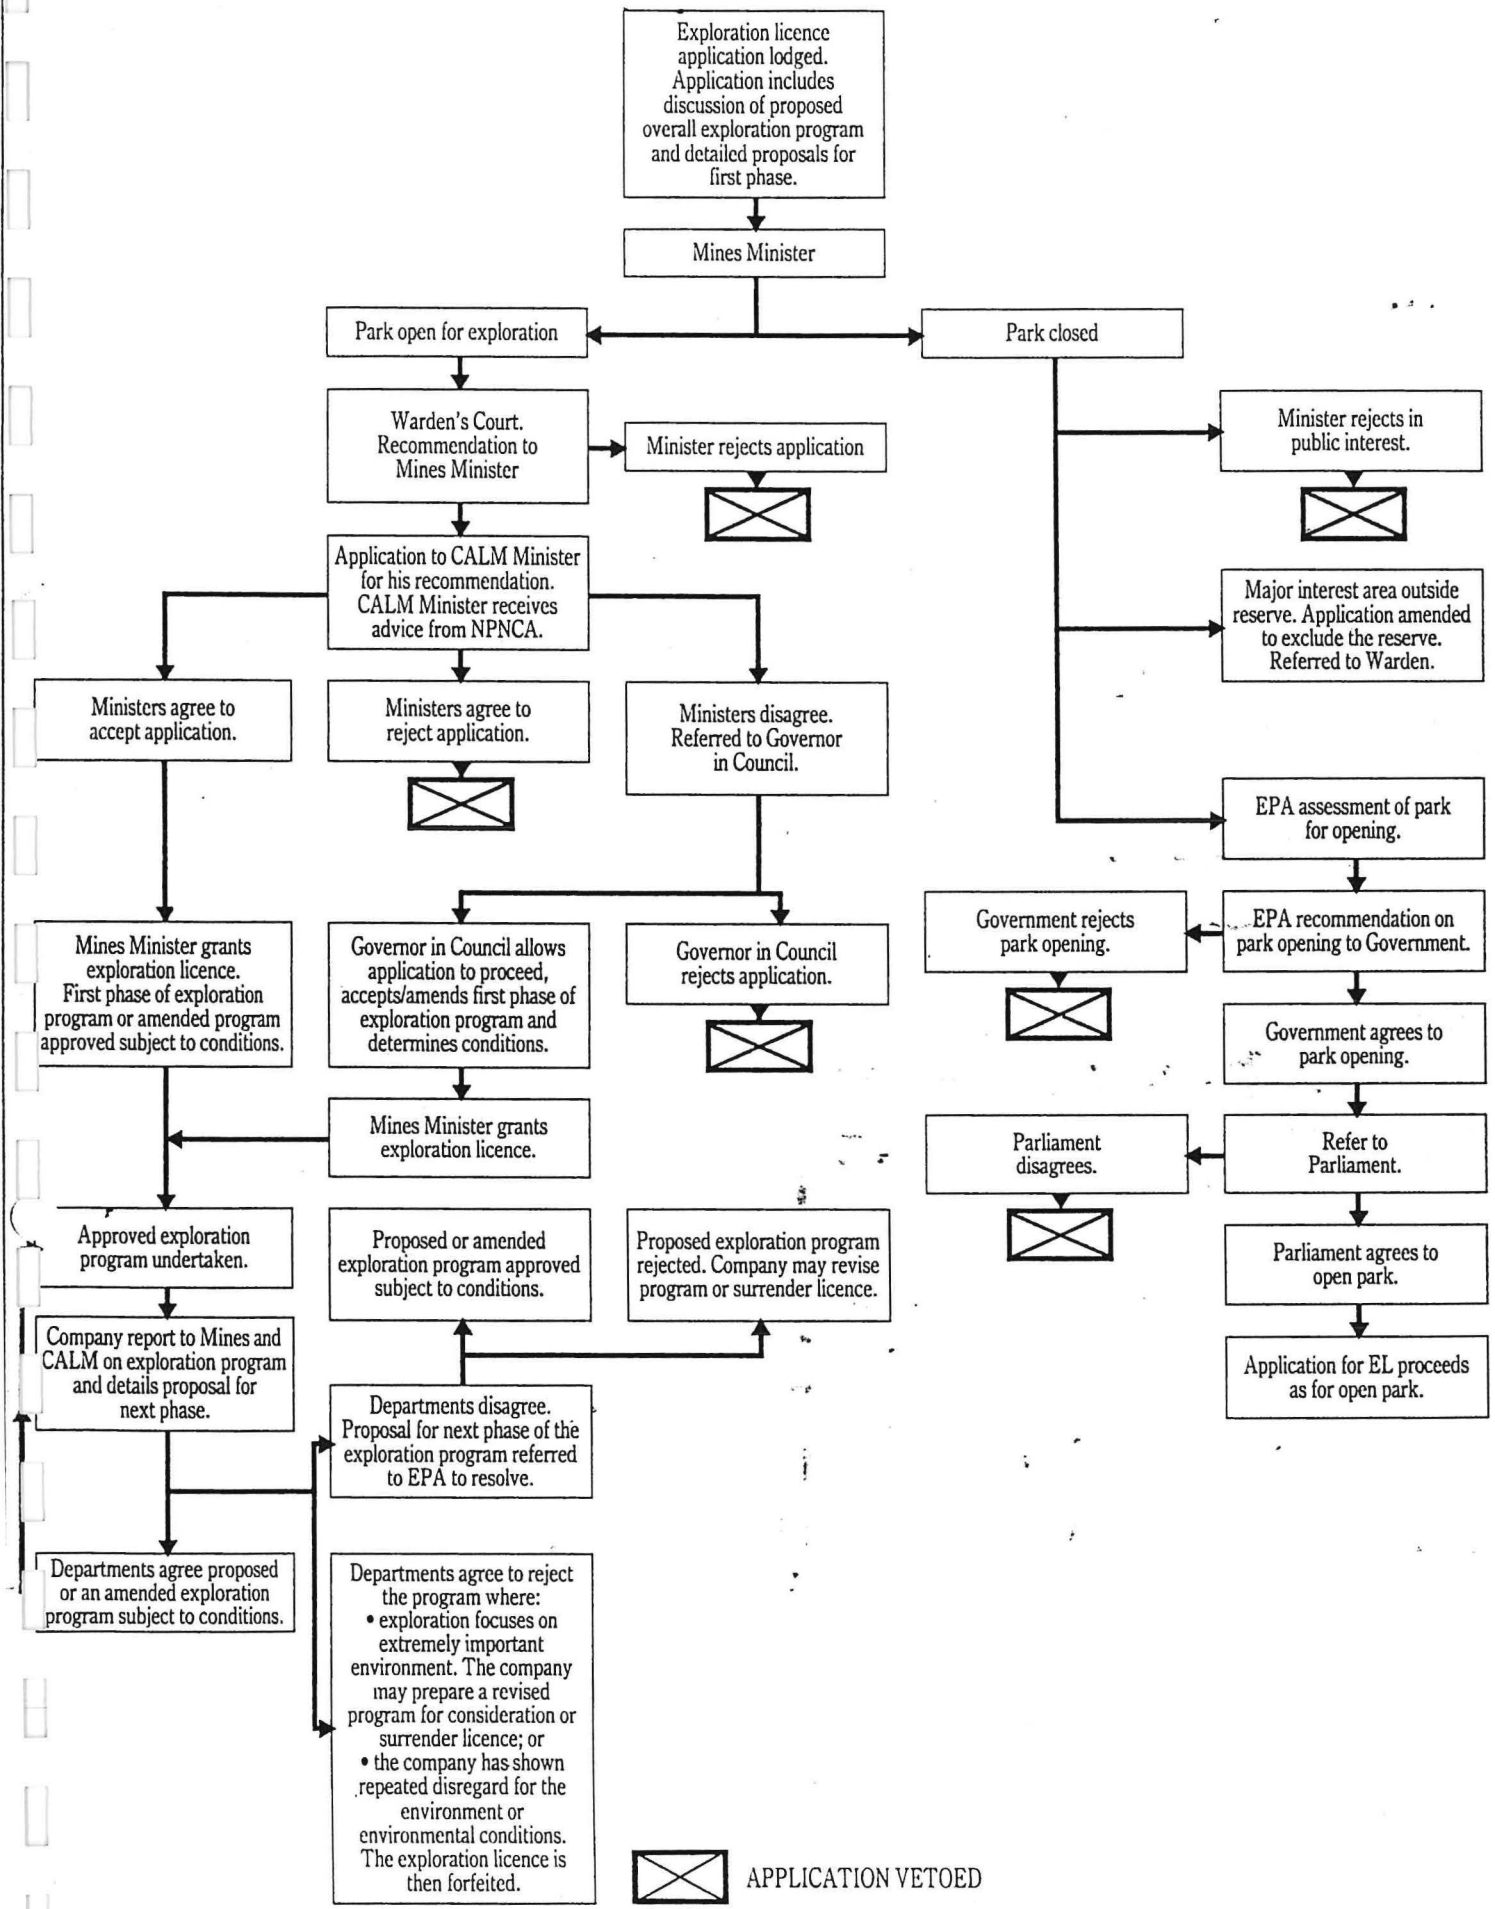 Exploration licence
application lodged.
Application includes
discussion of proposed
overall exploration program
and detailed proposals for
first phase.
Mines Minister
Park open for exploration
Park closed
Warden's Court.
Recommendation to
Mines Minister
Minister rejects application
Minister rejects in
public interest.
Application to CALM Minister
for his recommendation.
CALM Minister receives
advice from NPNCA.
Major interest area outside
reserve. Application amended
to exclude the reserve.
Referred to Warden.
Ministers agree to
accept application.
Ministers agree to
reject application.
Ministers disagree.
Referred to Governor
in Council.
EPA assessment of park
for opening.
Government rejects
park opening.
EPA recommendation on
park opening to Government.
Mines Minister grants
exploration licence.
First phase of exploration
program or amended program
approved subject to conditions.
Governor in Council allows
application to proceed,
accepts/amends first phase of
exploration program and
determines conditions.
Governor in Council
rejects application.
Government agrees to
park opening.
Mines Minister grants
exploration licence.
Parliament
disagrees.
Refer to
Parliament.
Approved exploration
program undertaken.
Proposed or amended
exploration program approved
subject to conditions.
Proposed exploration program
rejected. Company may revise
program or surrender licence.
Parliament agrees to
open park.
Company report to Mines and
CALM on exploration program
and details proposal for
next phase.
Application for EL proceeds
as for open park.
Departments disagree.
Proposal for next phase of the
exploration program referred
to EPA to resolve.
Departments agree proposed
or an amended exploration
program subject to conditions.
Departments agree to reject
the program where:
• exploration focuses on
extremely important
environment. The company
may prepare a revised
program for consideration or
surrender licence; or
• the company has shown
repeated disregard for the
environment or
environmental conditions.
The exploration licence is
then forfeited.
APPLICATION VETOED